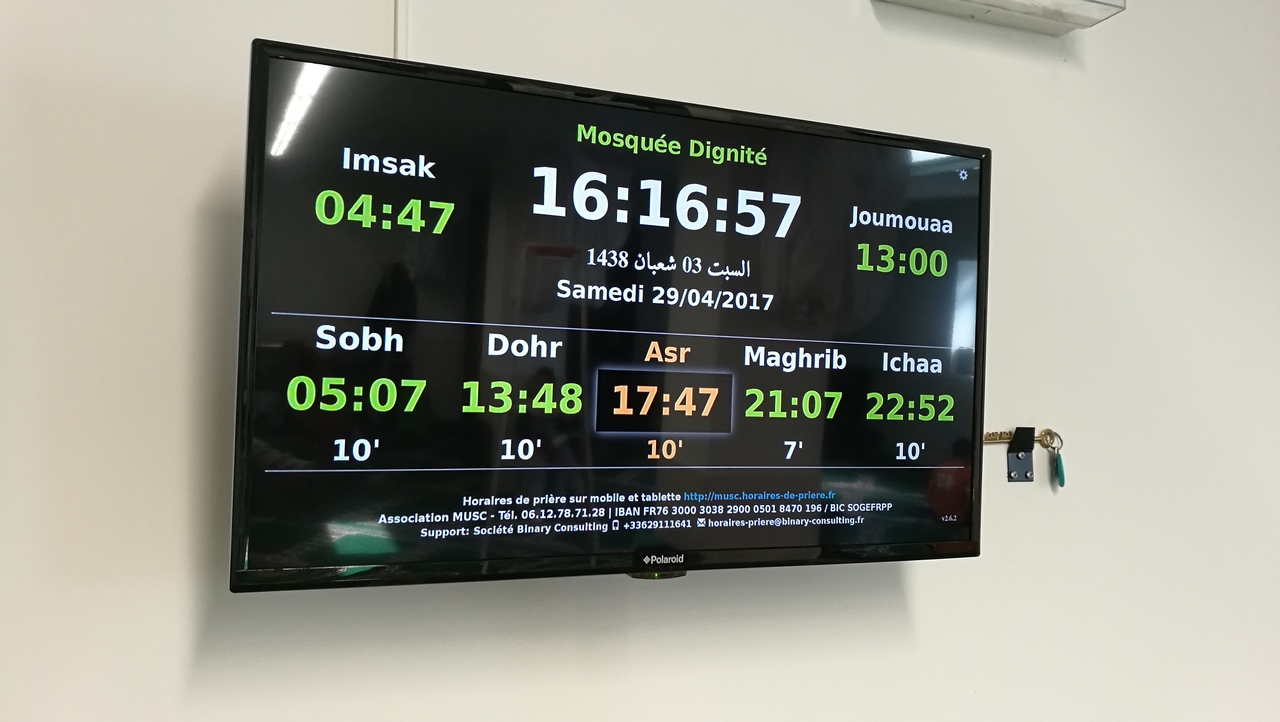 Mosquée Dignité
Imsak
04:47
16:16:57
السبت 03 شعبان 1438
Samedi 29/04/2017
Joumouaa
13:00
Sobh Dohr Asr Maghrib Ichaa
05:07 13:48 17:47 21:07 22:52
10' 10' 10' 7' 10'
Horaires de prière sur mobile et tablette http://musc.horaires-de-priere.fr
Association MUSC - Tél. 06.12.78.71.28 | IBAN FR76 3000 3038 2900 0501 8470 196 / BIC SOGEFRPP
Support: Société Binary Consulting +33629111641 horaires-priere@binary-consulting.fr
v2.6.2
Polaroid